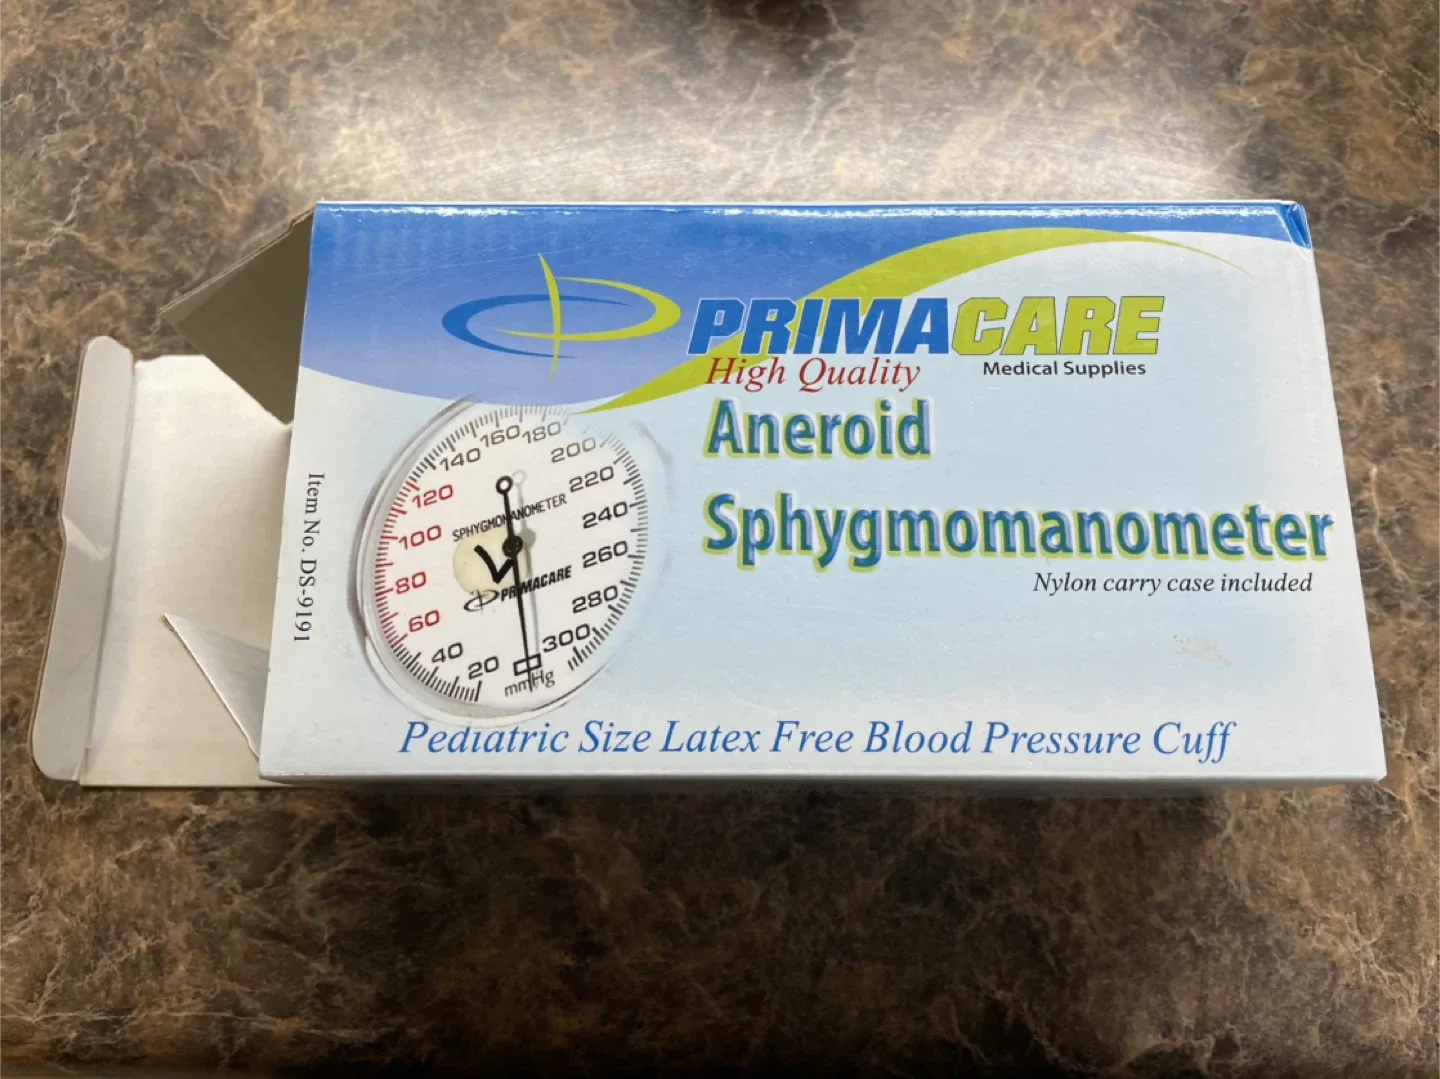 PRIMACARE
Medical Supplies
High Quality
Aneroid
Sphygmomanometer
Nylon carry case included
Item No. DS-9191
160 180
140 200
120 220
SPHYGMOMANOMETER
100 240
80 260
PRIMACARE
60 280
40 300
20
mmHg
Pediatric Size Latex Free Blood Pressure Cuff